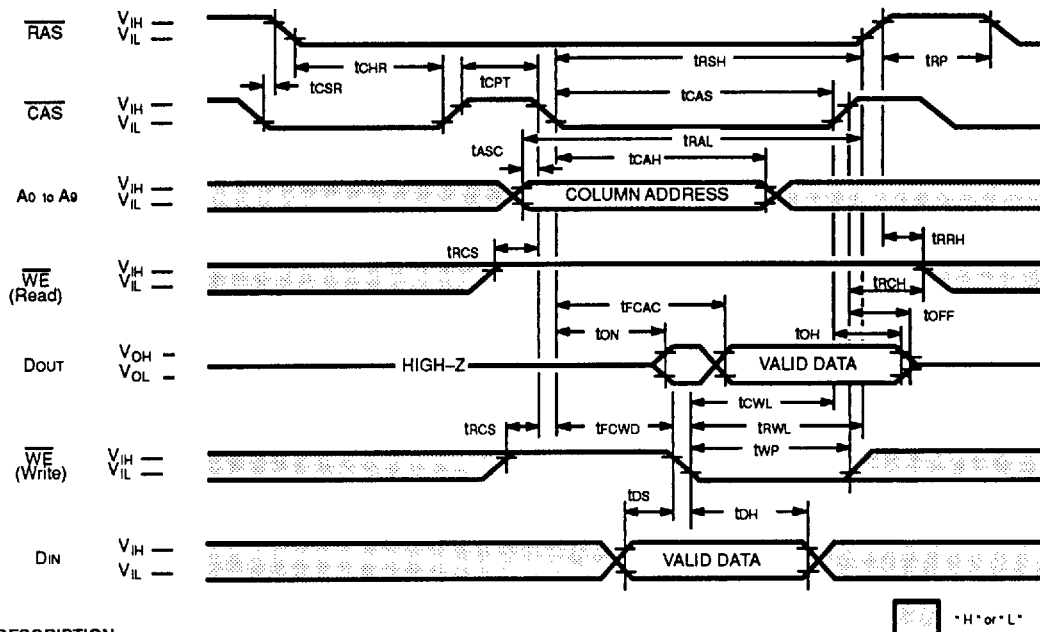 RAS VIH VIL
tCHR tCPT tRSH tRP
tCSR
CAS VIH VIL
tCAS
tRAL
tASC tCAH
A0 to A9 VIH VIL COLUMN ADDRESS
tRCS tRRH
WE (Read) VIH VIL
tRCH
tFCAC tOFF
tON tOH
DOUT VOH VOL HIGH–Z VALID DATA
tCWL
tRCS tFCWD tRWL
tWP
WE (Write) VIH VIL
tDS tDH
DIN VIH VIL VALID DATA
"H" or "L"
DESCRIPTION